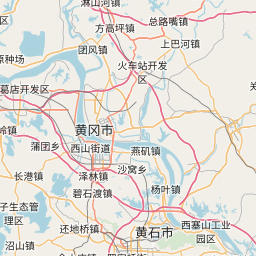 淋山河镇
总路嘴镇
方高坪镇
上巴河镇
团风镇
火车站开发
区
原种场
葛店开发区
黄冈市
岭镇
蒲团乡
西山街道
燕矶镇
沙窝乡
长港镇
泽林镇
杨叶镇
碧石渡镇
子生态管
理区
还地桥镇
西塞山工业
园区
黄石市
沼山镇